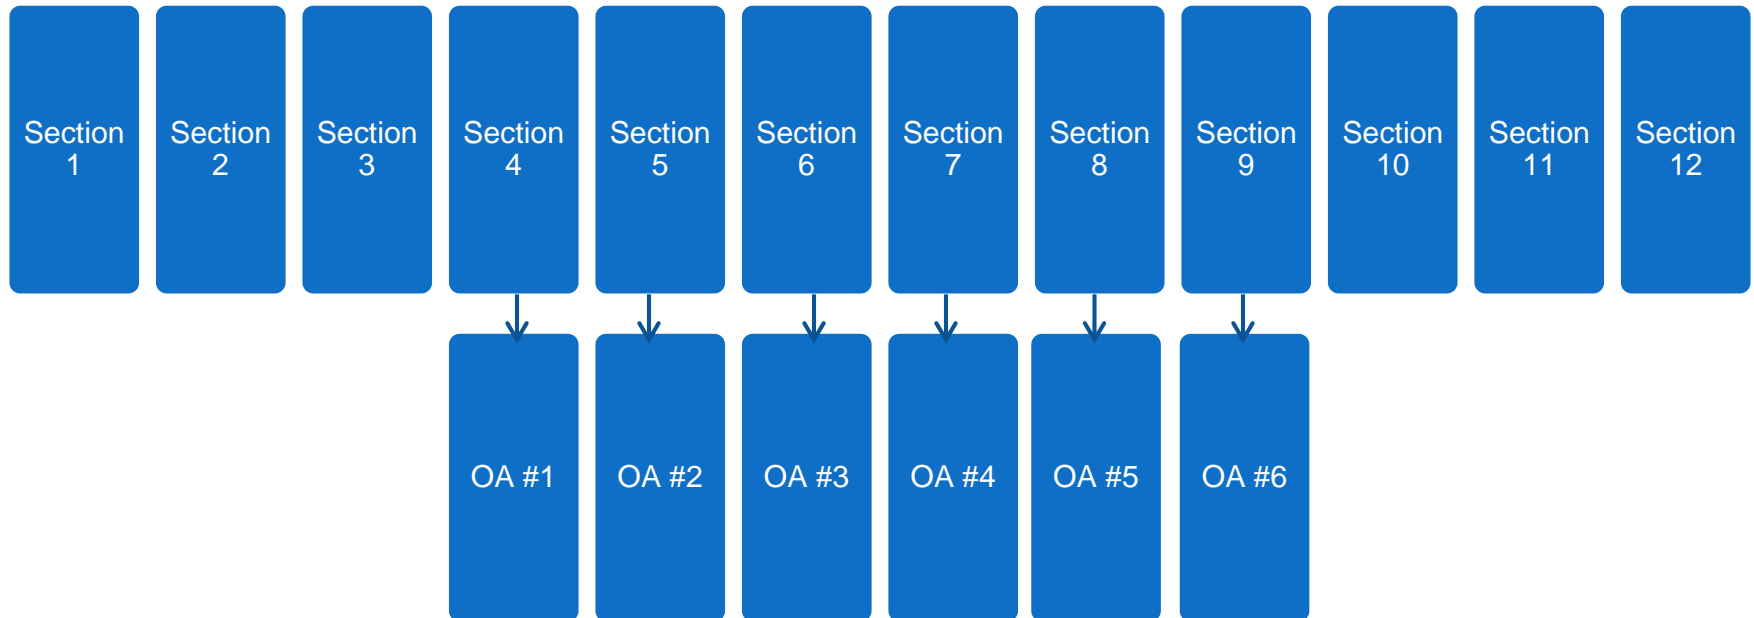 Section
1
Section
2
Section
3
Section
4
Section
5
Section
6
Section
7
Section
8
Section
9
Section
10
Section
11
Section
12
OA #1
OA #2
OA #3
OA #4
OA #5
OA #6